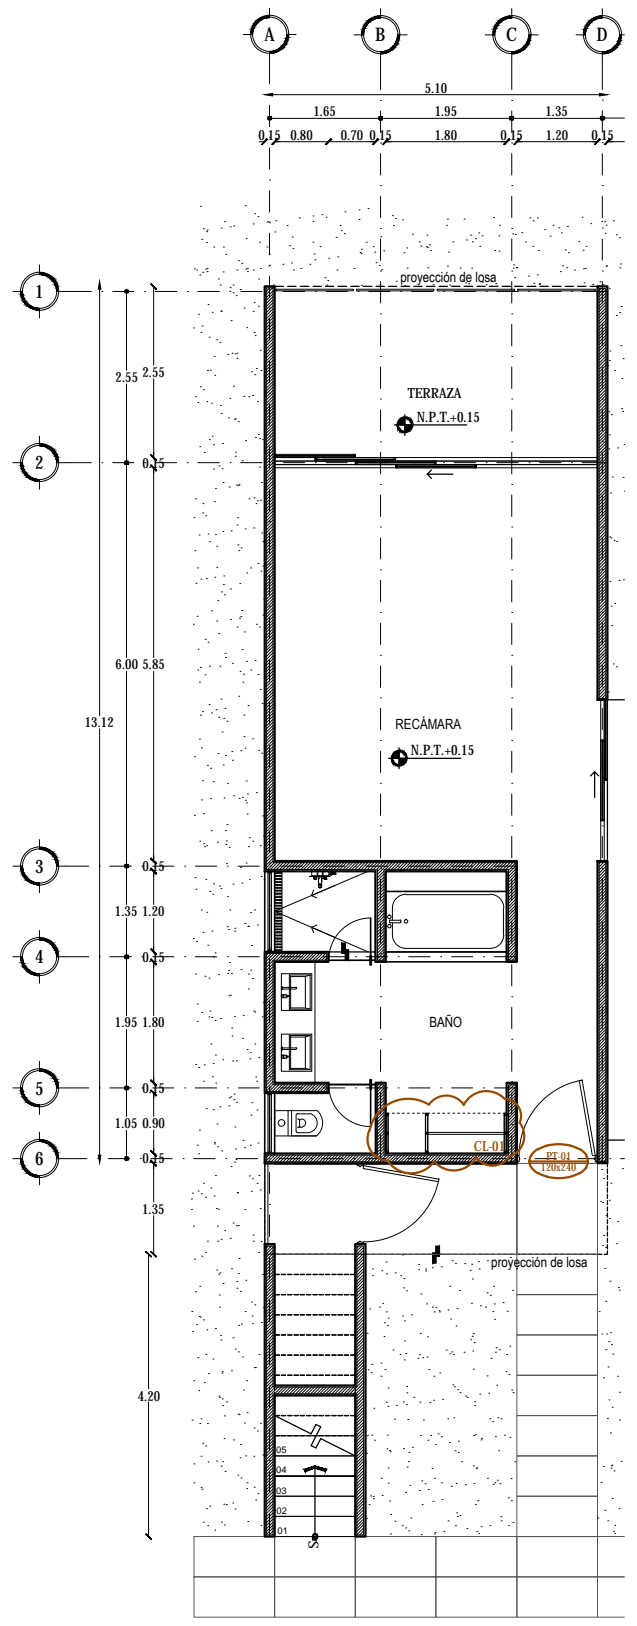 A B C D
5.10
1.65 1.95 1.35
0.15 0.80 0.70 0.15 1.80 0.15 1.20 0.15
proyección de losa
1
2.55 2.55
TERRAZA
N.P.T.+0.15
2
0.15
6.00 5.85
13.12
RECÁMARA
N.P.T.+0.15
3
0.15
1.35 1.20
4
0.15
1.95 1.80
BAÑO
5
0.15
1.05 0.90
CL-01
6
0.15
PT-01
120x240
1.35
proyección de losa
4.20
05
04
03
02
01
S